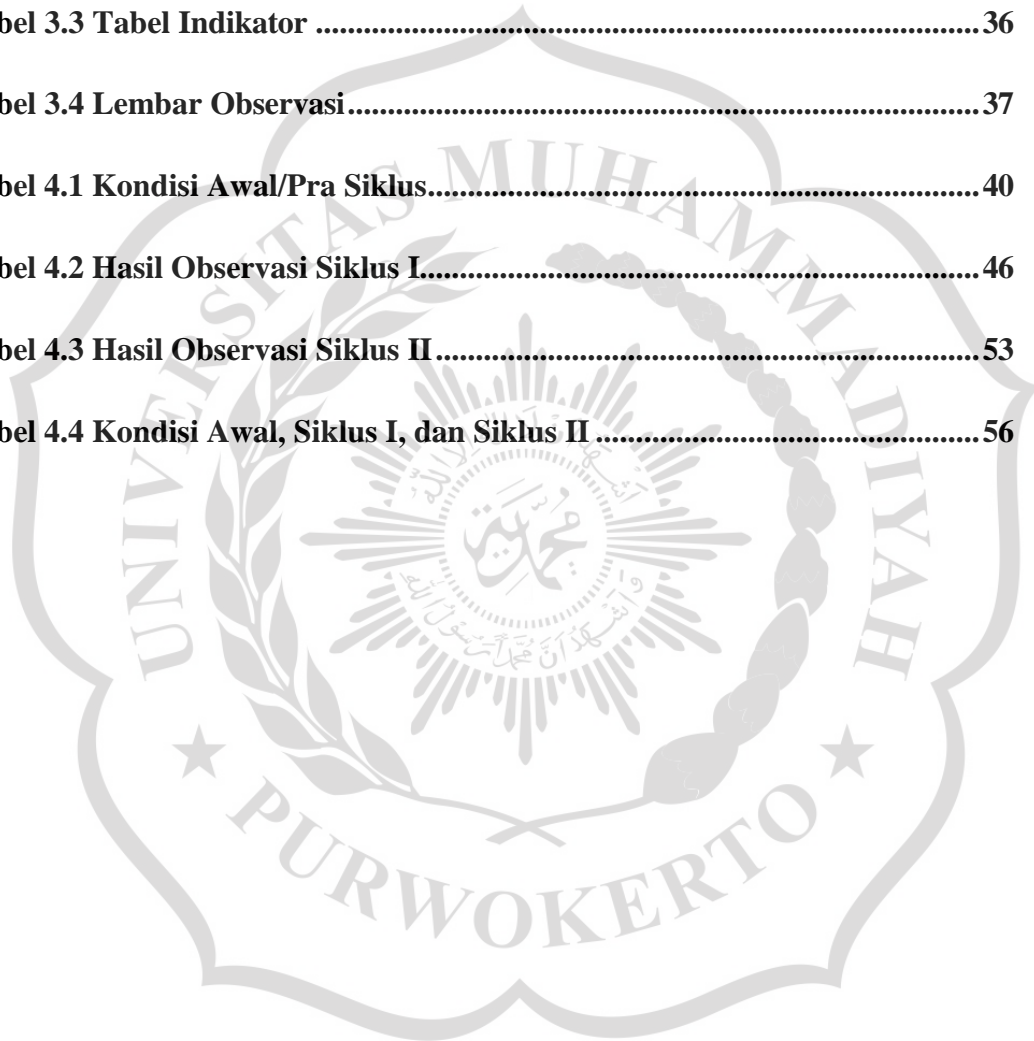 bel 3.3 Tabel Indikator ................................................................................... 36
bel 3.4 Lembar Observasi ............................................................................... 37
bel 4.1 Kondisi Awal/Pra Siklus..................................................................... 40
bel 4.2 Hasil Observasi Siklus I...................................................................... 46
bel 4.3 Hasil Observasi Siklus II .................................................................... 53
bel 4.4 Kondisi Awal, Siklus I, dan Siklus II ................................................ 56
UNIVERSITAS MUHAMMADIYAH
PURWOKERTO